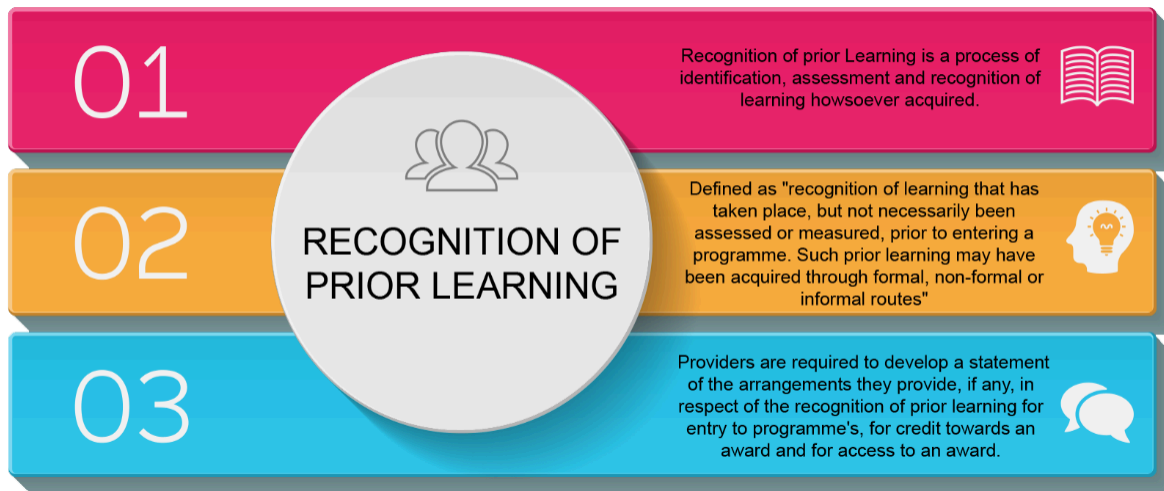 01
Recognition of prior Learning is a process of
identification, assessment and recognition of
learning howsoever acquired.
RECOGNITION OF
PRIOR LEARNING
02
Defined as "recognition of learning that has
taken place, but not necessarily been
assessed or measured, prior to entering a
programme. Such prior learning may have
been acquired through formal, non-formal or
informal routes"
03
Providers are required to develop a statement
of the arrangements they provide, if any, in
respect of the recognition of prior learning for
entry to programme's, for credit towards an
award and for access to an award.